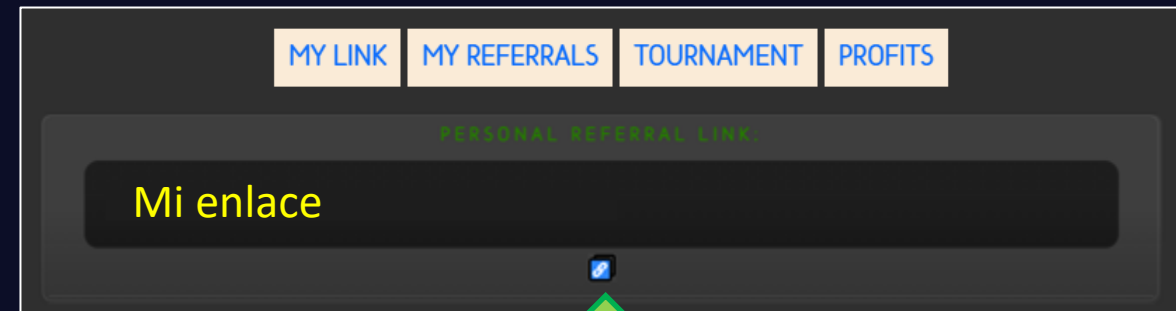 MY LINK MY REFERRALS TOURNAMENT PROFITS
PERSONAL REFERRAL LINK:
Mi enlace